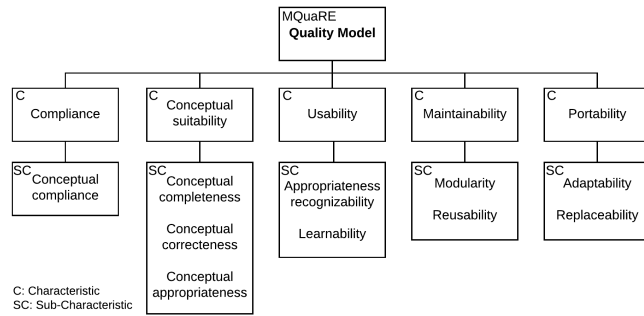 MQuaRE
Quality Model
C
Compliance
C
Conceptual
suitability
C
Usability
C
Maintainability
C
Portability
SC
Conceptual
compliance
SC
Conceptual
completeness
Conceptual
correcteness
Conceptual
appropriateness
SC
Appropriateness
recognizability
Learnability
SC
Modularity
Reusability
SC
Adaptability
Replaceability
C: Characteristic
SC: Sub-Characteristic